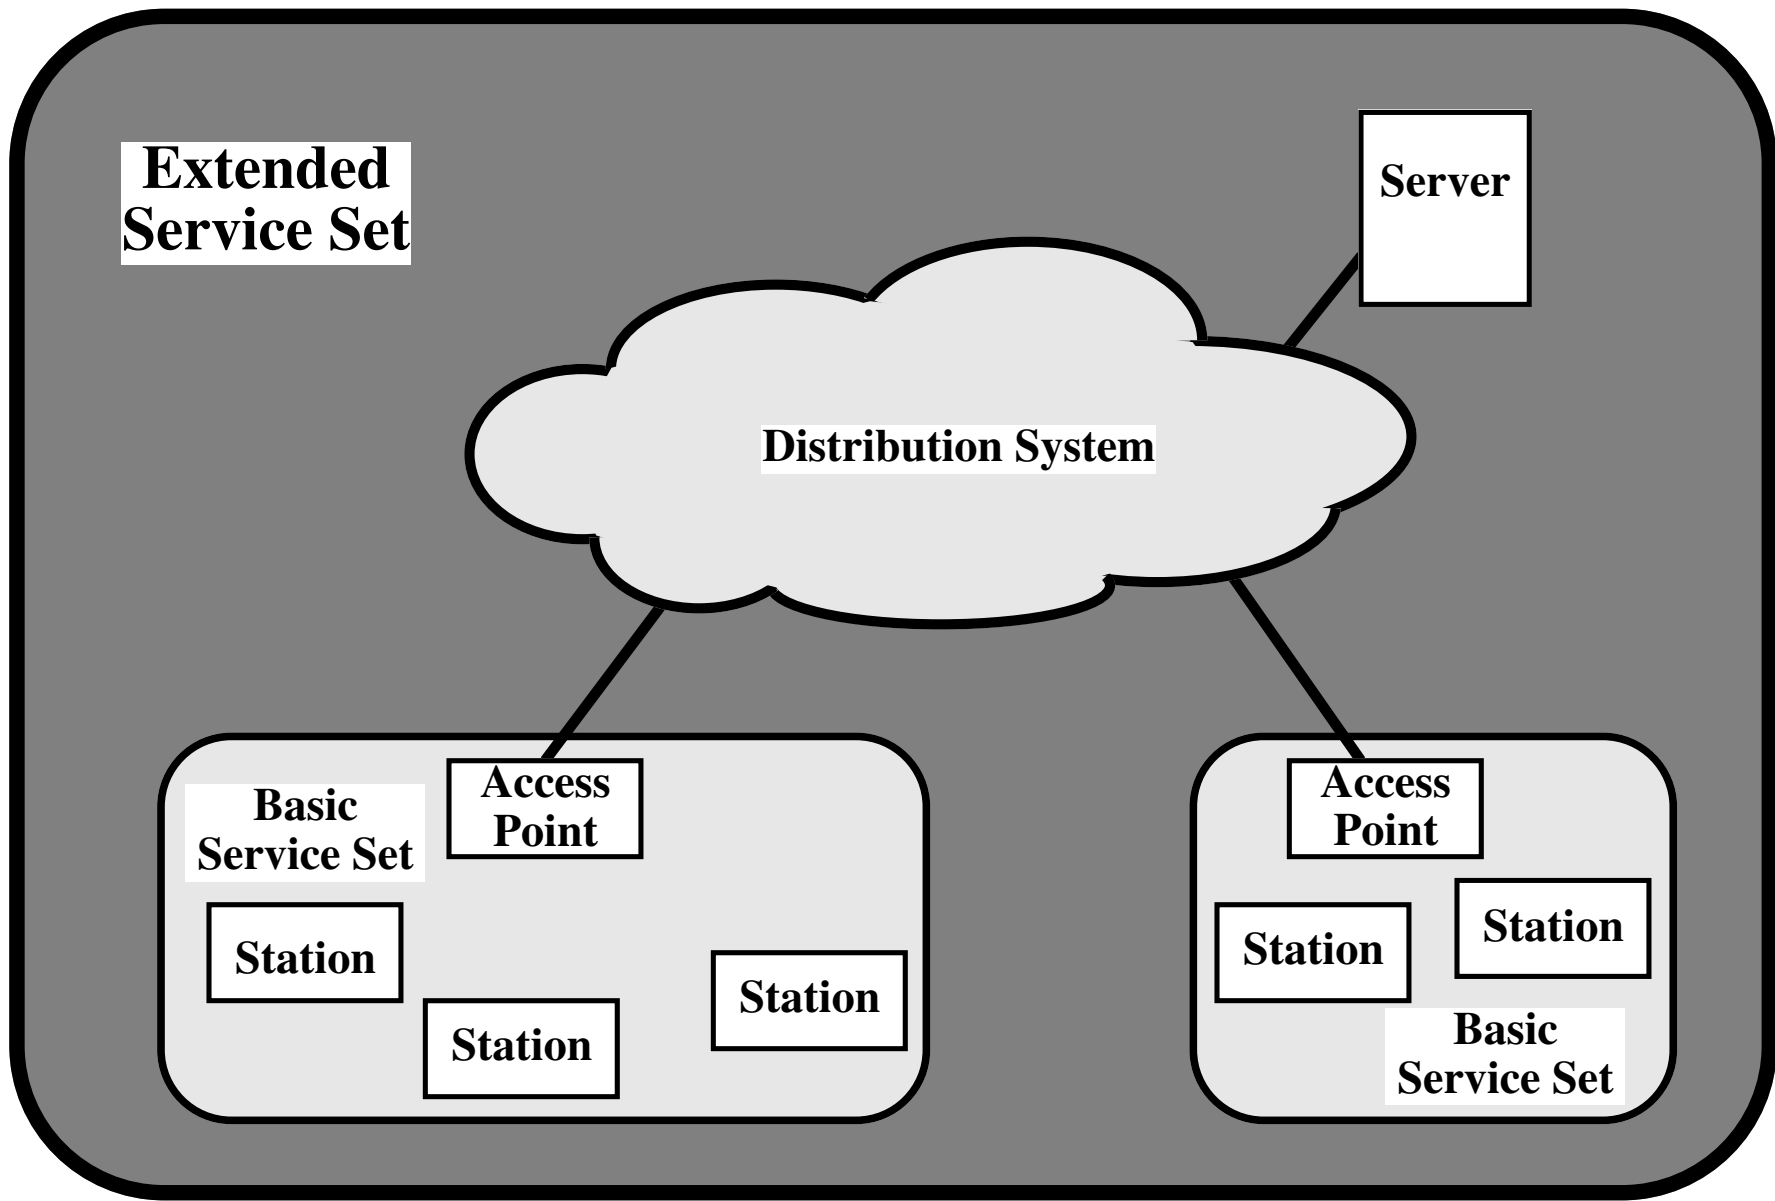 Extended
Service Set
Server
Distribution System
Basic
Service Set
Access
Point
Station
Station
Station
Access
Point
Station
Station
Basic
Service Set